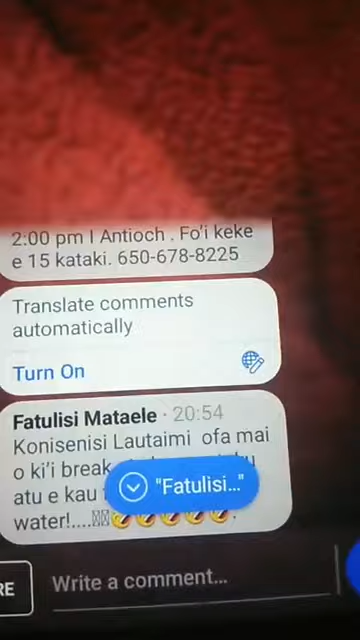 2:00 pm I Antioch . Fo'i keke
e 15 kataki. 650-678-8225
Translate comments
automatically
Turn On
Fatulisi Mataele · 20:54
Konisenisi Lautaimi ofa mai
o ki'i break
"Fatulisi..."
atu e kau
water!....🤣🤣🤣🤣🤣.
RE
Write a comment...